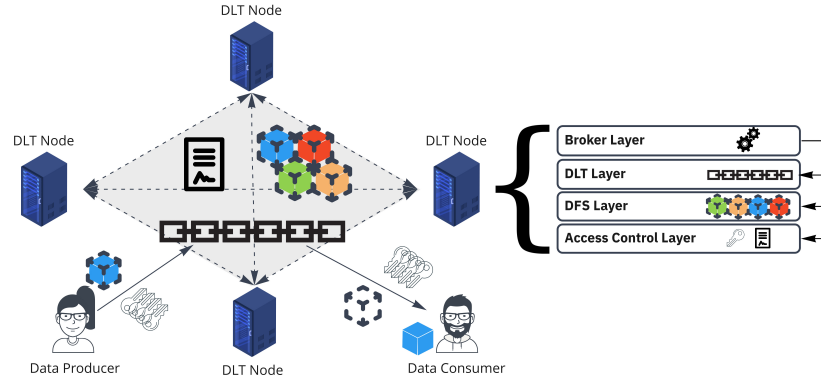 DLT Node
DLT Node
DLT Node
Broker Layer
DLT Layer
DFS Layer
Access Control Layer
Data Producer
DLT Node
Data Consumer